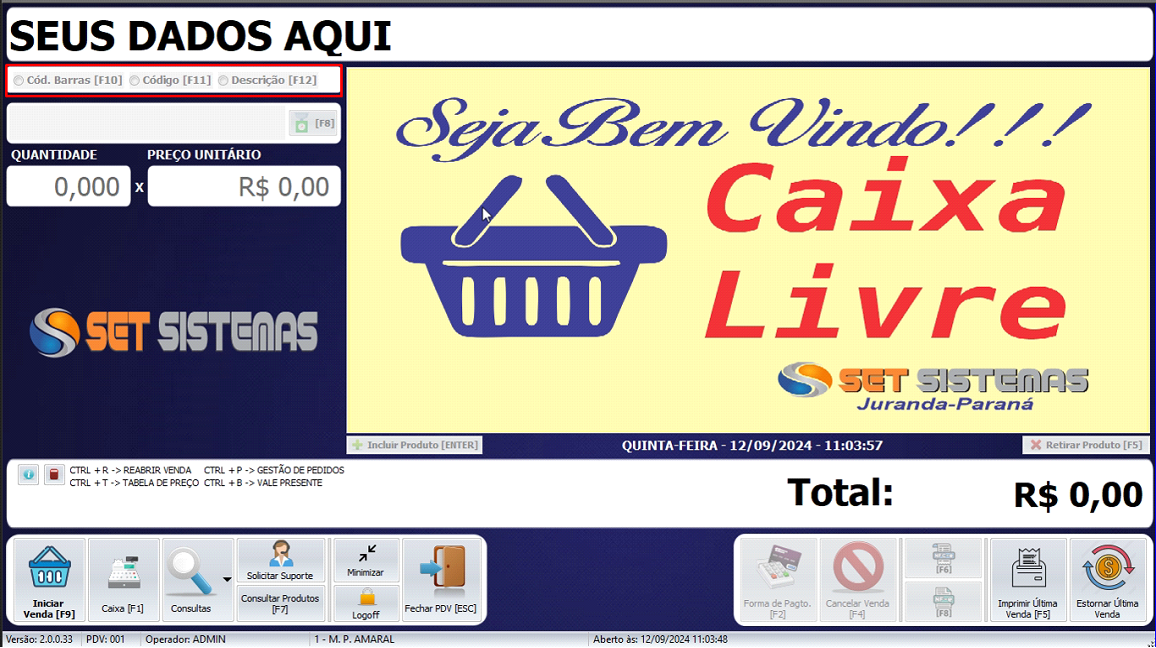 SEUS DADOS AQUI
Cód. Barras [F10] Código [F11] Descrição [F12]
[F8]
QUANTIDADE PREÇO UNITÁRIO
0,000 x R$ 0,00
SET SISTEMAS
Seja Bem Vindo!!!
Caixa
Livre
SET SISTEMAS
Juranda-Paraná
Incluir Produto [ENTER] QUINTA-FEIRA - 12/09/2024 - 11:03:57 Retirar Produto [F5]
CTRL + R -> REABRIR VENDA CTRL + P -> GESTÃO DE PEDIDOS
CTRL + T -> TABELA DE PREÇO CTRL + B -> VALE PRESENTE
Total: R$ 0,00
Iniciar
Venda [F9]
Caixa [F1]
Consultas
Solicitar Suporte
Consultar Produtos
[F7]
Minimizar
Logoff
Fechar PDV [ESC]
Forma de Pagto.
[F2]
Cancelar Venda
[F4]
[F6]
[F8]
Imprimir Última
Venda [F5]
Estornar Última
Venda
Versão: 2.0.0.33 PDV: 001 Operador: ADMIN 1 - M. P. AMARAL Aberto às: 12/09/2024 11:03:48